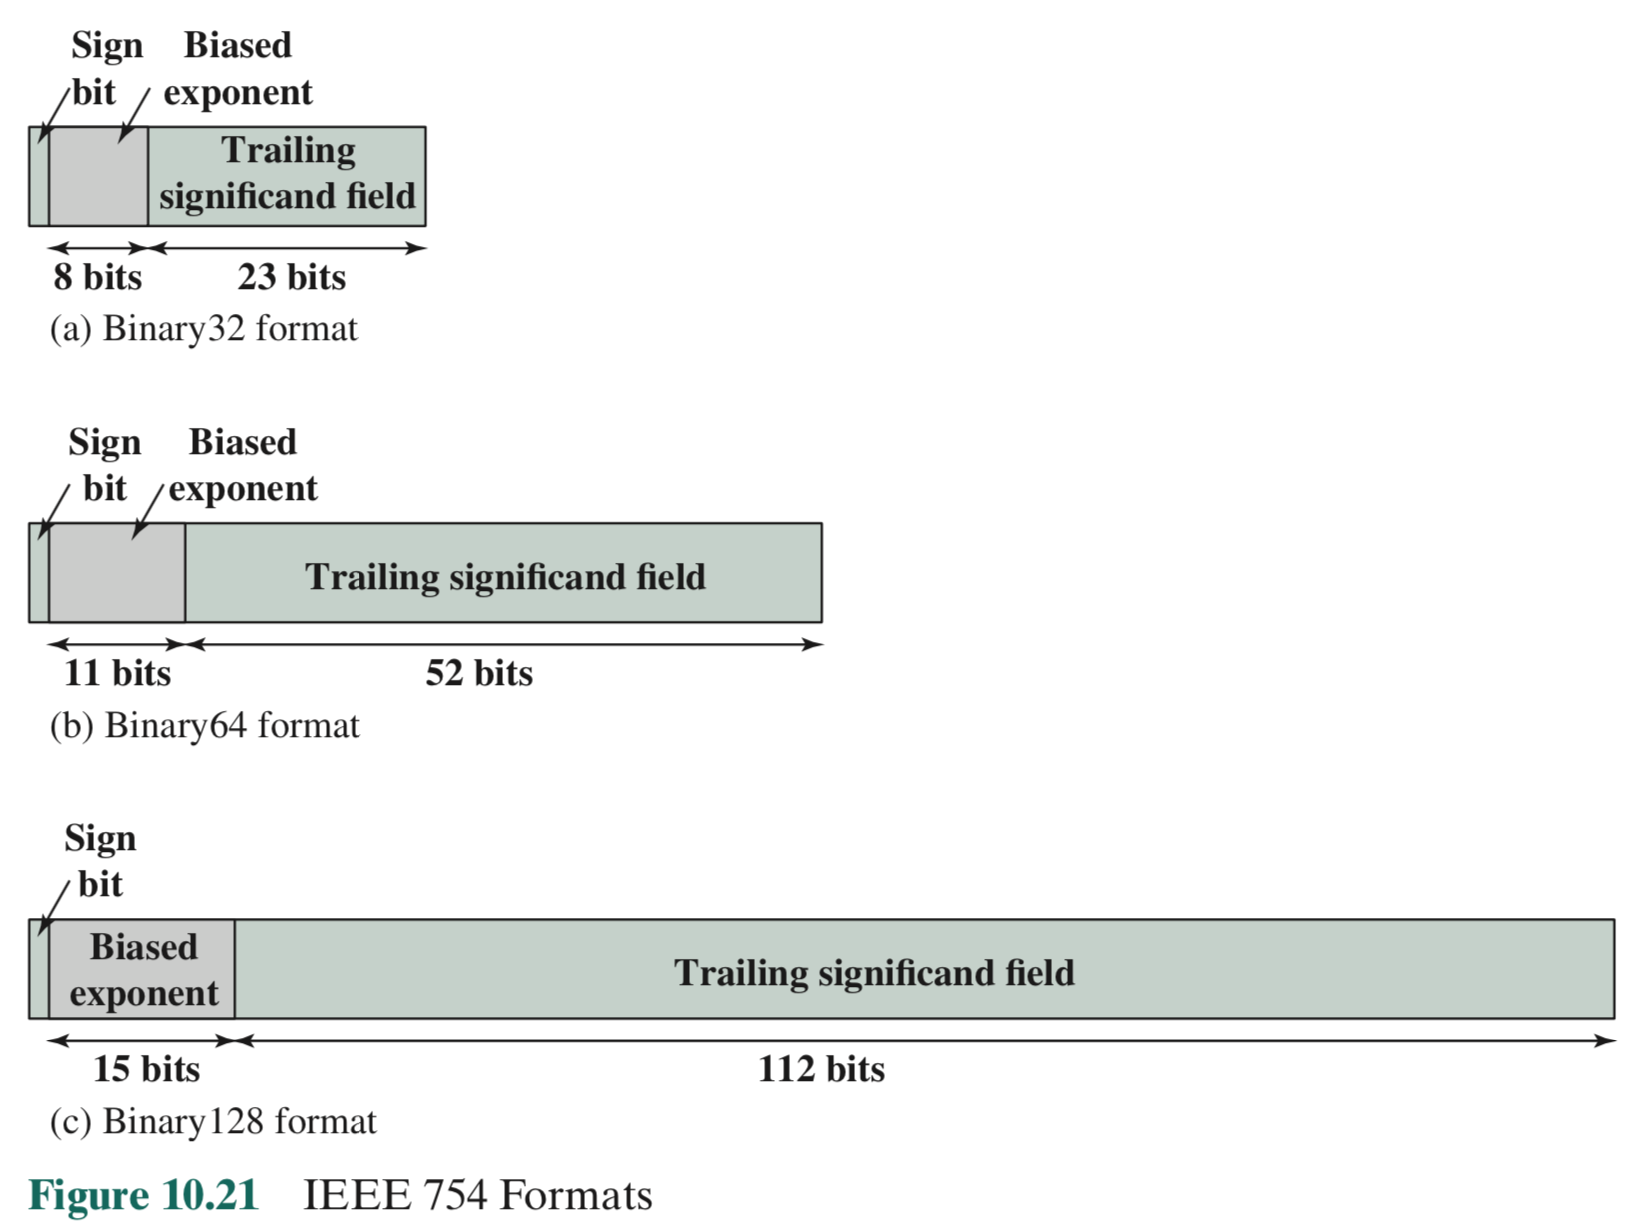 Sign Biased
bit exponent
Trailing
significand field
8 bits 23 bits
(a) Binary32 format
Sign Biased
bit exponent
Trailing significand field
11 bits 52 bits
(b) Binary64 format
Sign
bit
Biased
exponent
Trailing significand field
15 bits 112 bits
(c) Binary128 format
Figure 10.21 IEEE 754 Formats